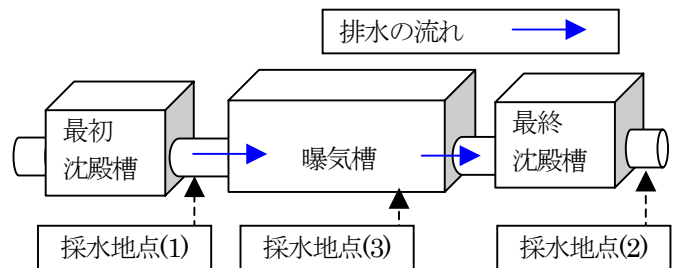 排水の流れ
最初
沈殿槽
曝気槽
最終
沈殿槽
採水地点(1)
採水地点(3)
採水地点(2)